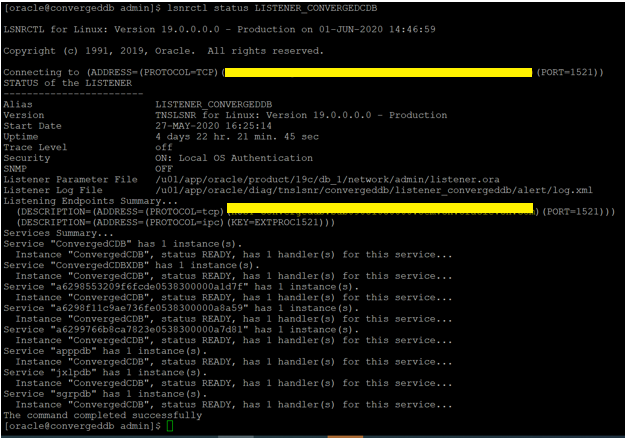 [oracle@convergeddb admin]$ lsnrctl status LISTENER_CONVERGEDCDB
LSNRCTL for Linux: Version 19.0.0.0.0 - Production on 01-JUN-2020 14:46:59
Copyright (c) 1991, 2019, Oracle.  All rights reserved.
Connecting to (ADDRESS=(PROTOCOL=TCP)( (PORT=1521))
STATUS of the LISTENER
------------------------
Alias                     LISTENER_CONVERGEDDB
Version                   TNSLSNR for Linux: Version 19.0.0.0.0 - Production
Start Date                27-MAY-2020 16:25:14
Uptime                    4 days 22 hr. 21 min. 45 sec
Trace Level               off
Security                  ON: Local OS Authentication
SNMP                      OFF
Listener Parameter File   /u01/app/oracle/product/19c/db_1/network/admin/listener.ora
Listener Log File         /u01/app/oracle/diag/tnslsnr/convergeddb/listener_convergeddb/alert/log.xml
Listening Endpoints Summary...
  (DESCRIPTION=(ADDRESS=(PROTOCOL=tcp) (PORT=1521)))
  (DESCRIPTION=(ADDRESS=(PROTOCOL=ipc)(KEY=EXTPROC1521)))
Services Summary...
Service "ConvergedCDB" has 1 instance(s).
  Instance "ConvergedCDB", status READY, has 1 handler(s) for this service...
Service "ConvergedCDBXDB" has 1 instance(s).
  Instance "ConvergedCDB", status READY, has 1 handler(s) for this service...
Service "a6298553209f6fcde0538300000a1d7f" has 1 instance(s).
  Instance "ConvergedCDB", status READY, has 1 handler(s) for this service...
Service "a6298f11c9ae736fe0538300000a8a59" has 1 instance(s).
  Instance "ConvergedCDB", status READY, has 1 handler(s) for this service...
Service "a6299766b8ca7823e0538300000a7d81" has 1 instance(s).
  Instance "ConvergedCDB", status READY, has 1 handler(s) for this service...
Service "apppdb" has 1 instance(s).
  Instance "ConvergedCDB", status READY, has 1 handler(s) for this service...
Service "jxlpdb" has 1 instance(s).
  Instance "ConvergedCDB", status READY, has 1 handler(s) for this service...
Service "sgrpdb" has 1 instance(s).
  Instance "ConvergedCDB", status READY, has 1 handler(s) for this service...
The command completed successfully
[oracle@convergeddb admin]$